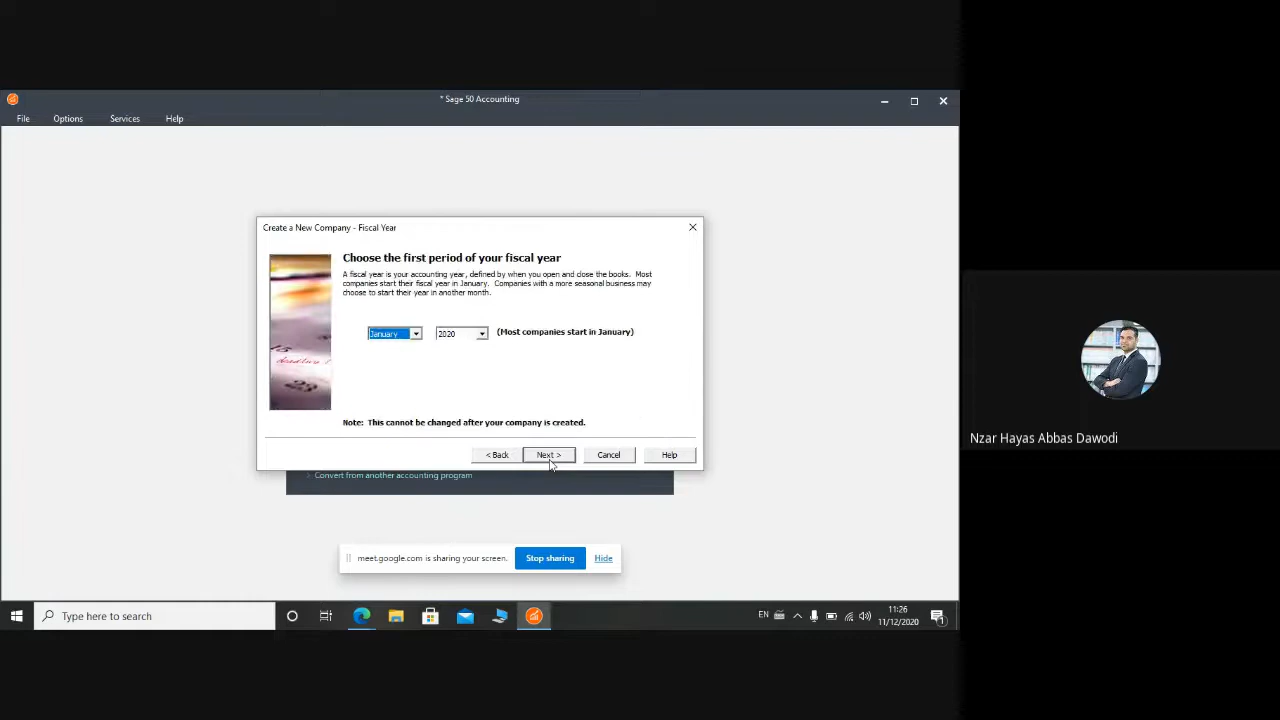 * Sage 50 Accounting
File Options Services Help
Create a New Company - Fiscal Year
Choose the first period of your fiscal year
A fiscal year is your accounting year, defined by when you open and close the books. Most
companies start their fiscal year in January. Companies with a more seasonal business may
choose to start their year in another month.
January 2020 (Most companies start in January)
Note: This cannot be changed after your company is created.
< Back Next > Cancel Help
Convert from another accounting program
meet.google.com is sharing your screen. Stop sharing Hide
Nzar Hayas Abbas Dawodi
Type here to search
EN
11:26
11/12/2020
1